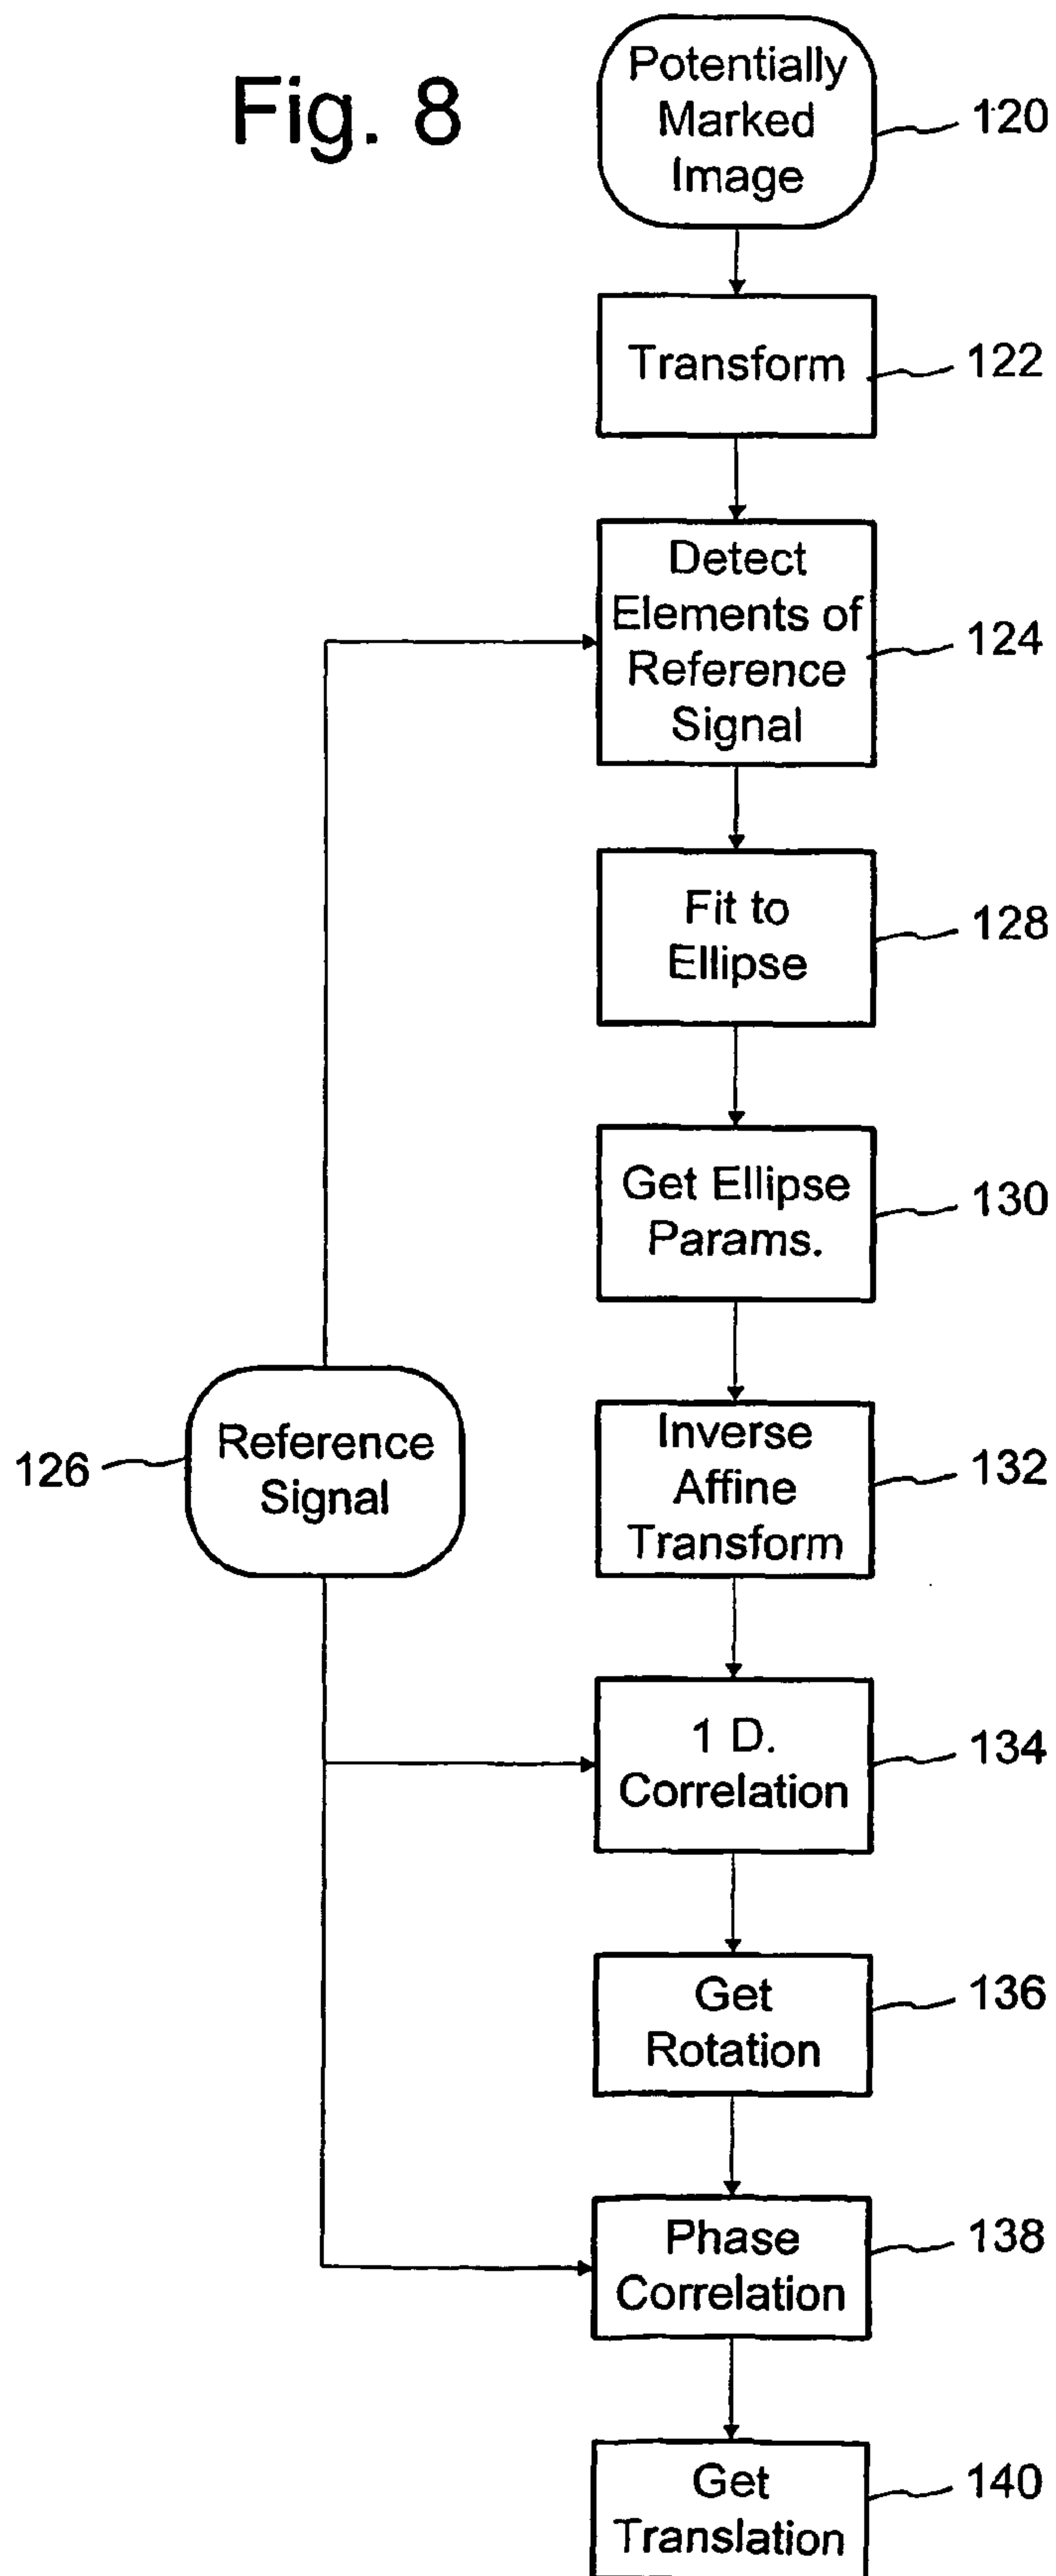 Fig. 8
Potentially
Marked
Image
120
Transform
122
Detect
Elements of
Reference
Signal
124
Fit to
Ellipse
128
Get Ellipse
Params.
130
Reference
Signal
126
Inverse
Affine
Transform
132
1 D.
Correlation
134
Get
Rotation
136
Phase
Correlation
138
Get
Translation
140